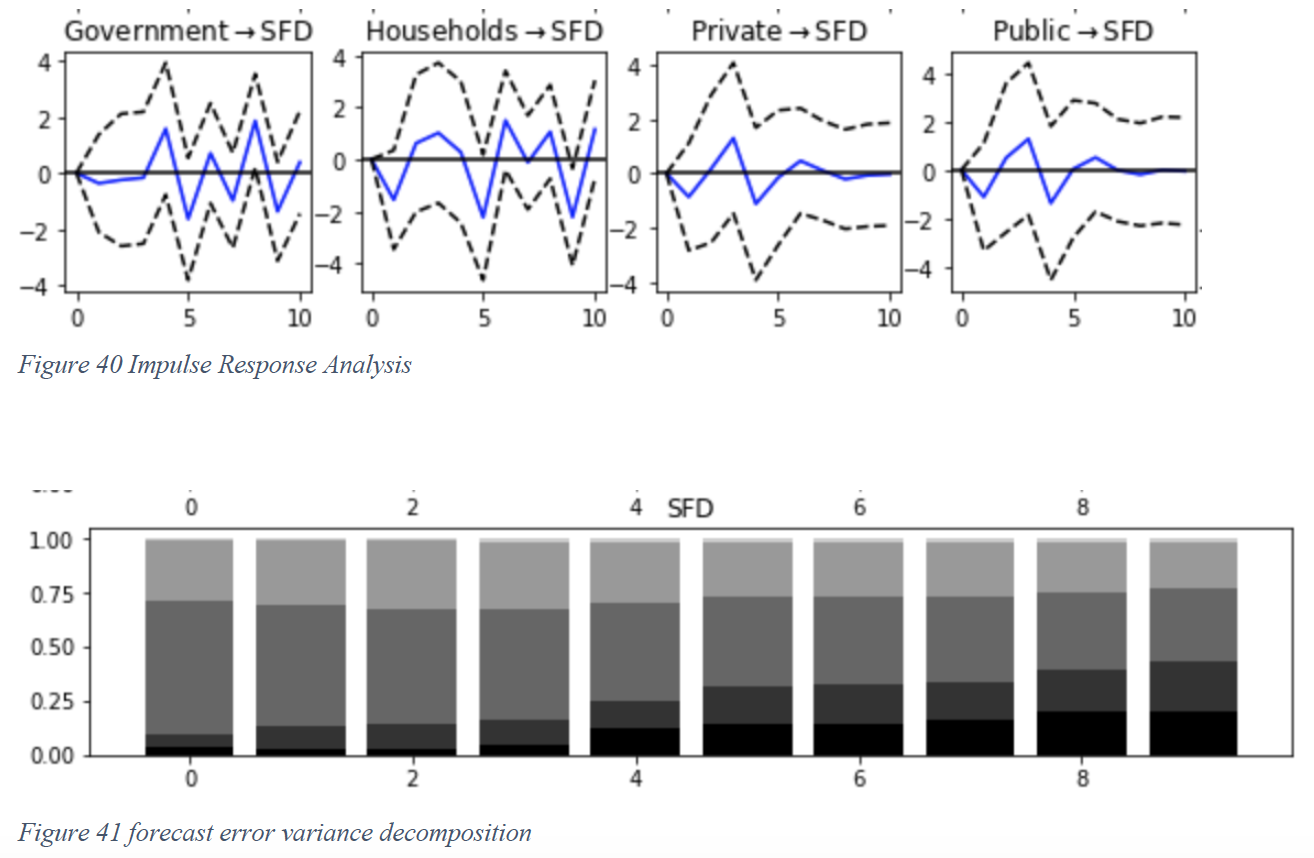 Government → SFD Households → SFD Private → SFD Public → SFD
4 4 4 4
2 2 2 2
0 0 0 0
−2 −2 −2 −2
−4 −4 −4 −4
0 5 10 0 5 10 0 5 10 0 5 10
Figure 40 Impulse Response Analysis
0 2 4 SFD 6 8
1.00
0.75
0.50
0.25
0.00
0 2 4 6 8
Figure 41 forecast error variance decomposition